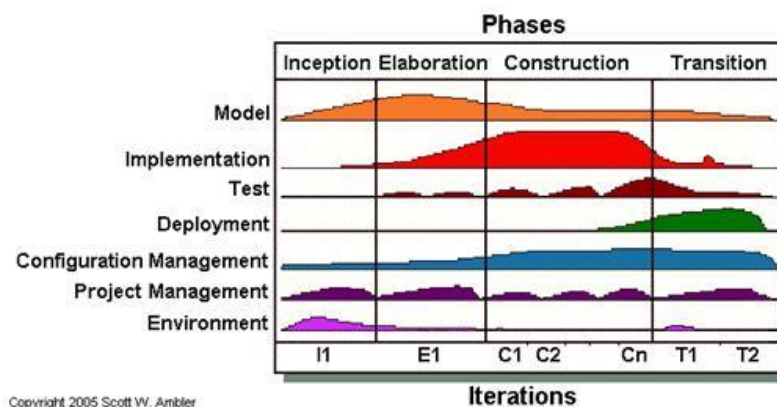 Phases
Inception Elaboration Construction Transition
Model
Implementation
Test
Deployment
Configuration Management
Project Management
Environment
I1 E1 C1 C2 Cn T1 T2
Copyright 2005 Scott W. Ambler
Iterations